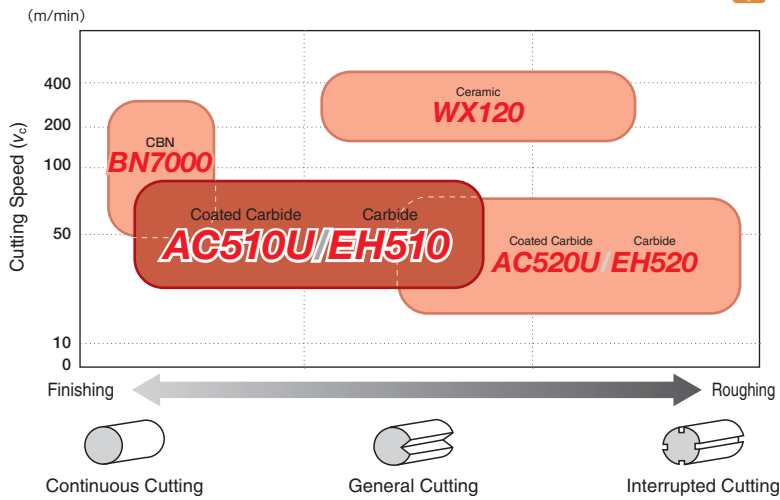 (m/min)
Cutting Speed (vc)
400
200
100
50
10
0
Ceramic
WX120
CBN
BN7000
Coated Carbide Carbide
AC510U/EH510
Coated Carbide Carbide
AC520U/EH520
Finishing
Roughing
Continuous Cutting
General Cutting
Interrupted Cutting